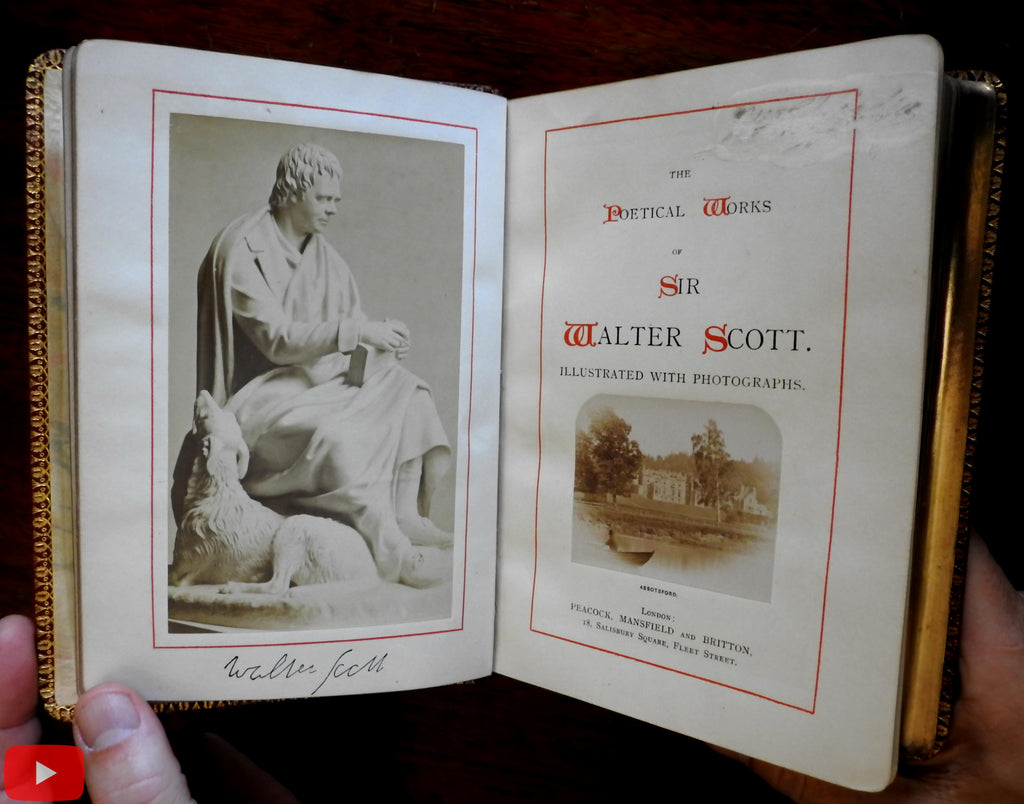 Walter Scott
THE
POETICAL WORKS
OF
SIR
WALTER SCOTT.
ILLUSTRATED WITH PHOTOGRAPHS.
ABBOTSFORD.
LONDON:
PEACOCK, MANSFIELD AND BRITTON,
18, SALISBURY SQUARE, FLEET STREET.